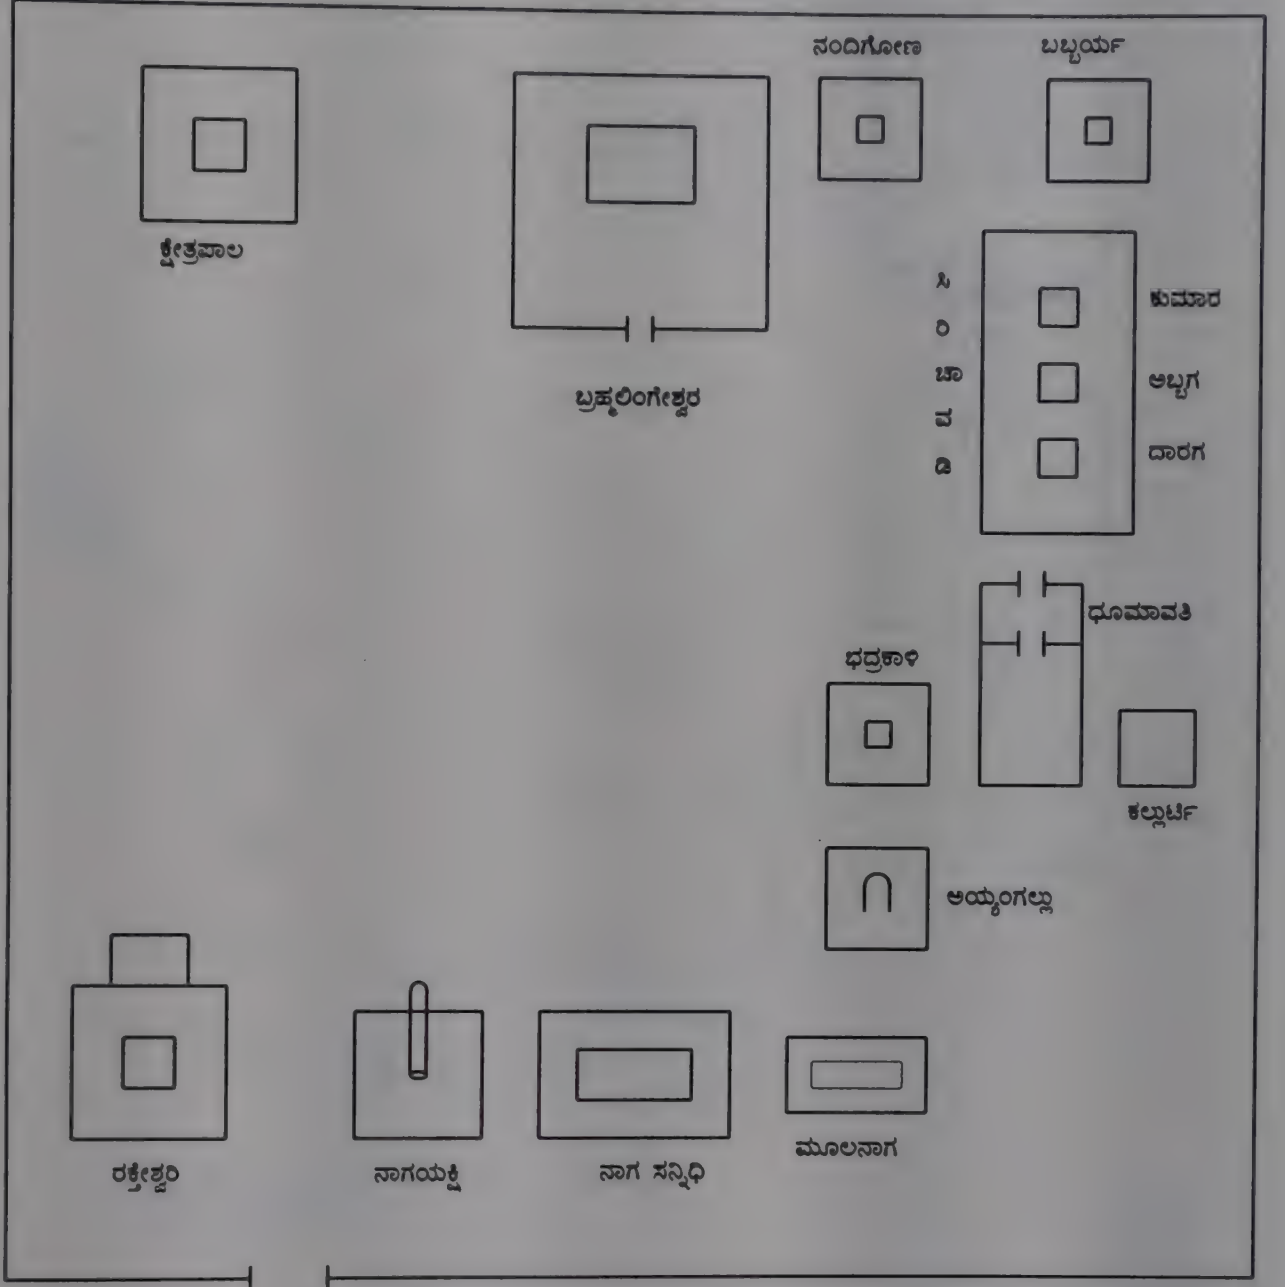 ನಂದಿಗೋಣ
ಬಬ್ಬರ್ಯ
ಕ್ಷೇತ್ರಪಾಲ
ಬ್ರಹ್ಮಲಿಂಗೇಶ್ವರ
ಸಿ
ರಿ
ಚಾ
ವ
ಡಿ
ಕುಮಾರ
ಅಬ್ಬಗ
ದಾರಗ
ಧೂಮಾವತಿ
ಭದ್ರಕಾಳಿ
ಕಲ್ಲುರ್ಟಿ
ಅಯ್ಯಂಗಲ್ಲು
ರಕ್ತೇಶ್ವರಿ
ನಾಗಯಕ್ಷಿ
ನಾಗ ಸನ್ನಿಧಿ
ಮೂಲನಾಗ